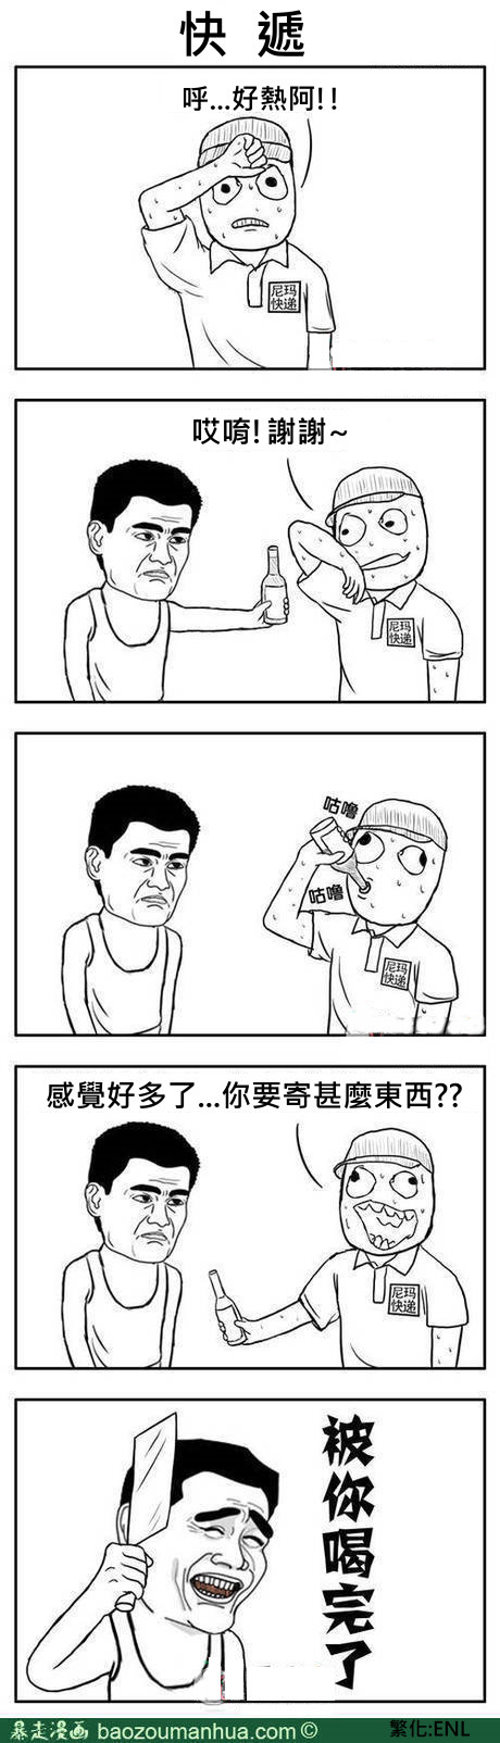 快 遞
呼...好熱阿!!
尼玛
快递
哎唷! 謝謝~
尼玛
快递
咕噜
咕噜
尼玛
快递
感覺好多了...你要寄甚麼東西??
尼玛
快递
被你喝完了
暴走漫画 baozoumanhua.com ©
繁化:ENL